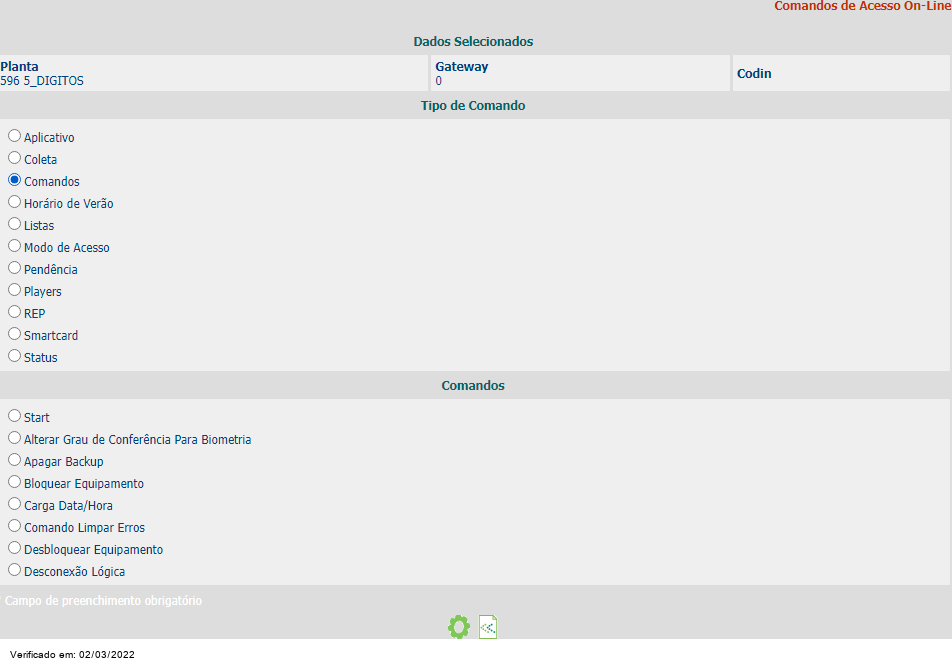 Comandos de Acesso On-Line
Dados Selecionados
Planta
596 5_DIGITOS
Gateway
0
Codin
Tipo de Comando
Aplicativo
Coleta
Comandos
Horário de Verão
Listas
Modo de Acesso
Pendência
Players
REP
Smartcard
Status
Comandos
Start
Alterar Grau de Conferência Para Biometria
Apagar Backup
Bloquear Equipamento
Carga Data/Hora
Comando Limpar Erros
Desbloquear Equipamento
Desconexão Lógica
Campo de preenchimento obrigatório
Verificado em: 02/03/2022